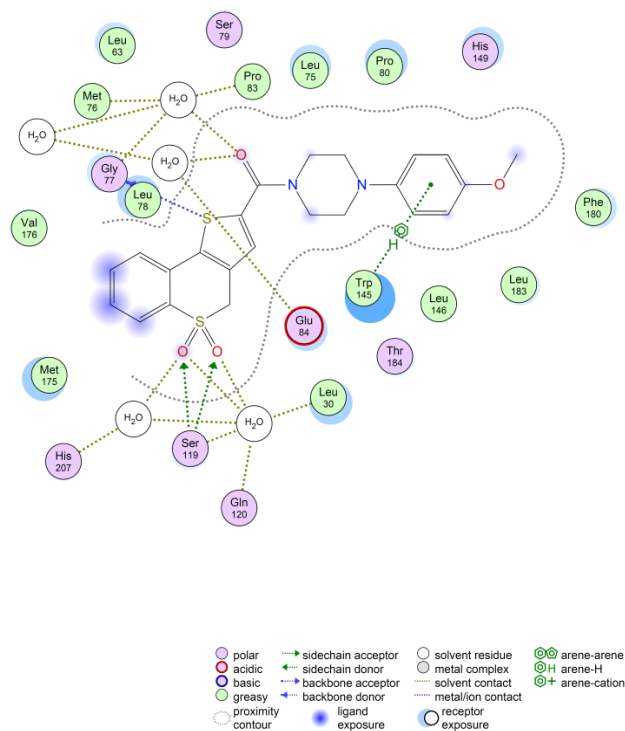 Ser
79
Leu
63
His
149
Leu
75
Pro
80
Pro
83
Met
76
H₂O
H₂O
H₂O
O
Gly
77
Leu
78
N
N
O
S
H
Phe
180
Val
176
Trp
145
Leu
183
Leu
146
Glu
84
S
Thr
184
O
O
Met
175
Leu
30
H₂O
H₂O
Ser
119
His
207
Gln
120
polar
acidic
basic
greasy
proximity
contour
sidechain acceptor
sidechain donor
backbone acceptor
backbone donor
ligand
exposure
solvent residue
metal complex
solvent contact
metal/ion contact
receptor
exposure
arene-arene
H arene-H
+ arene-cation